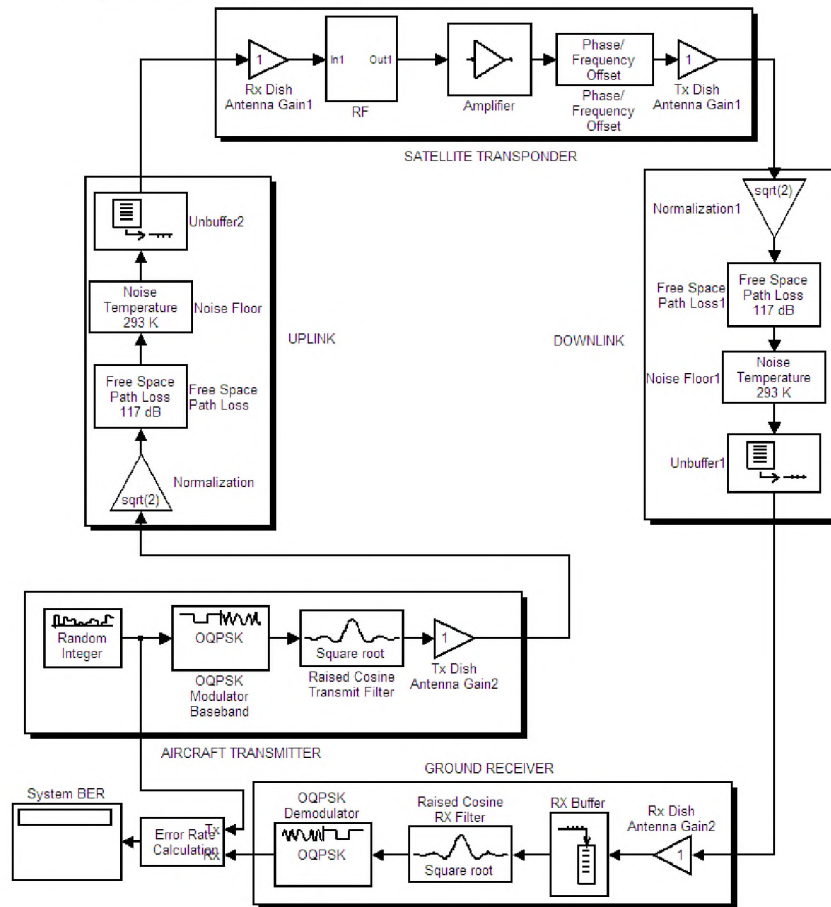 1
Rx Dish
Antenna Gain1
In1
Out1
RF
Amplifier
Phase/
Frequency
Offset
Phase/
Frequency
Offset
1
Tx Dish
Antenna Gain1
SATELLITE TRANSPONDER
Unbuffer2
Noise
Temperature
293 K
Noise Floor
UPLINK
Free Space
Path Loss
117 dB
Free Space
Path Loss
sqrt(2)
Normalization
sqrt(2)
Normalization1
Free Space
Path Loss1
Free Space
Path Loss
117 dB
DOWNLINK
Noise Floor1
Noise
Temperature
293 K
Unbuffer1
Random
Integer
OQPSK
OQPSK
Modulator
Baseband
Square root
Raised Cosine
Transmit Filter
1
Tx Dish
Antenna Gain2
AIRCRAFT TRANSMITTER
GROUND RECEIVER
System BER
Error Rate
Calculation
Tx
Rx
OQPSK
Demodulator
OQPSK
Raised Cosine
RX Filter
Square root
RX Buffer
Rx Dish
Antenna Gain2
1